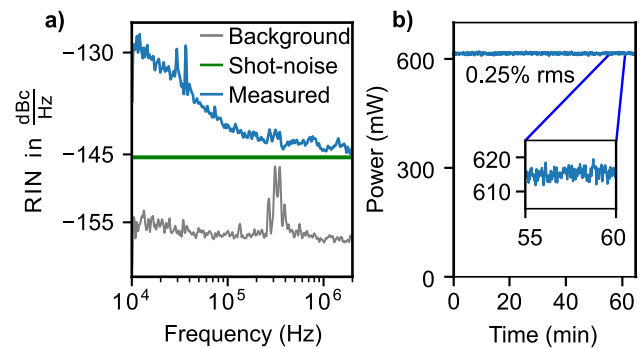 a)
RIN in dBc/Hz
−130
−145
−155
Background
Shot-noise
Measured
10^4
10^5
10^6
Frequency (Hz)
b)
Power (mW)
600
300
0
0.25% rms
620
610
55
60
0
20
40
60
Time (min)